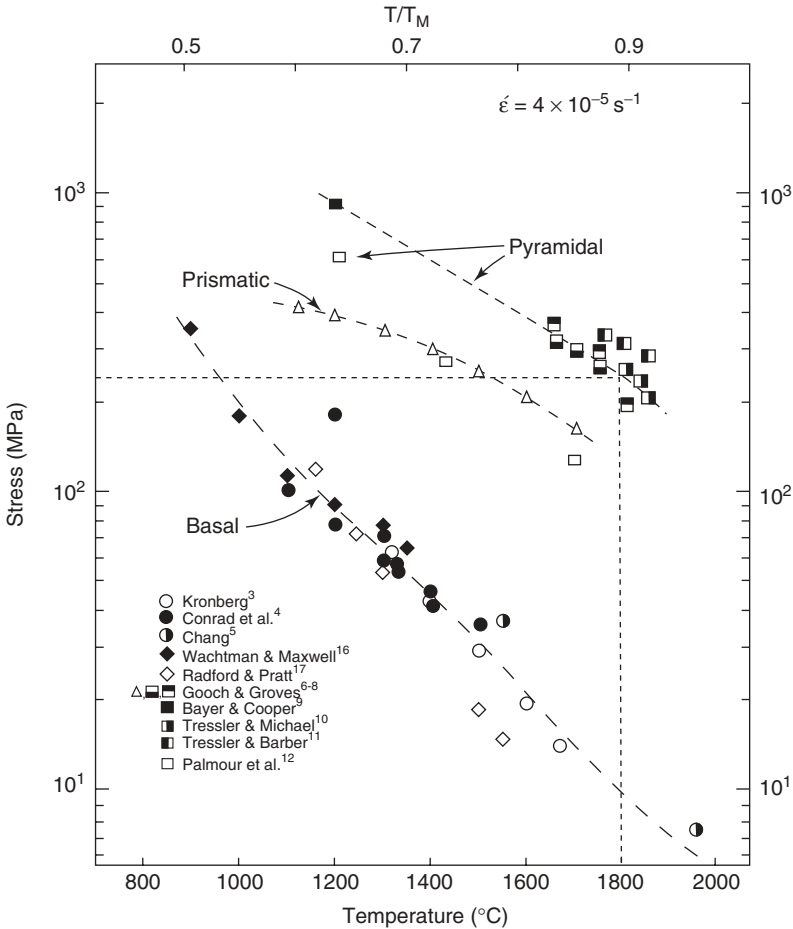 T/T_M
0.5 0.7 0.9
έ = 4 × 10⁻⁵ s⁻¹
10³ 10³
Pyramidal
Prismatic
Stress (MPa)
10² 10²
Basal
Kronberg³
Conrad et al.⁴
Chang⁵
Wachtman & Maxwell¹⁶
Radford & Pratt¹⁷
Gooch & Groves⁶⁻⁸
Bayer & Cooper⁹
Tressler & Michael¹⁰
Tressler & Barber¹¹
Palmour et al.¹²
10¹ 10¹
800 1000 1200 1400 1600 1800 2000
Temperature (°C)